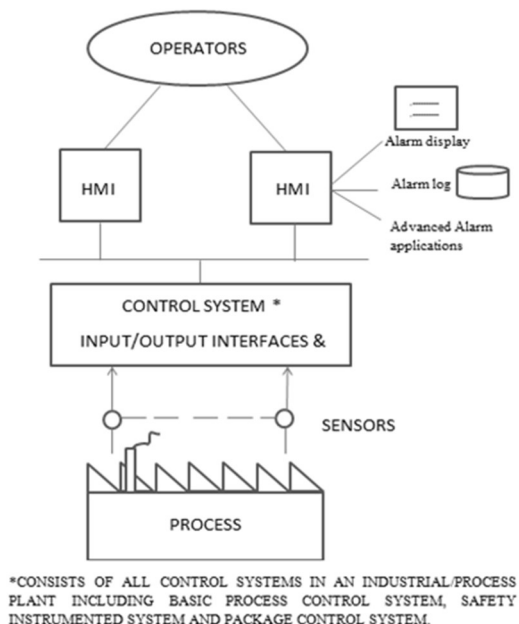 OPERATORS
HMI
HMI
Alarm display
Alarm log
Advanced Alarm
applications
CONTROL SYSTEM *
INPUT/OUTPUT INTERFACES &
SENSORS
PROCESS
*CONSISTS OF ALL CONTROL SYSTEMS IN AN INDUSTRIAL/PROCESS
PLANT INCLUDING BASIC PROCESS CONTROL SYSTEM, SAFETY
INSTRUMENTED SYSTEM AND PACKAGE CONTROL SYSTEM.